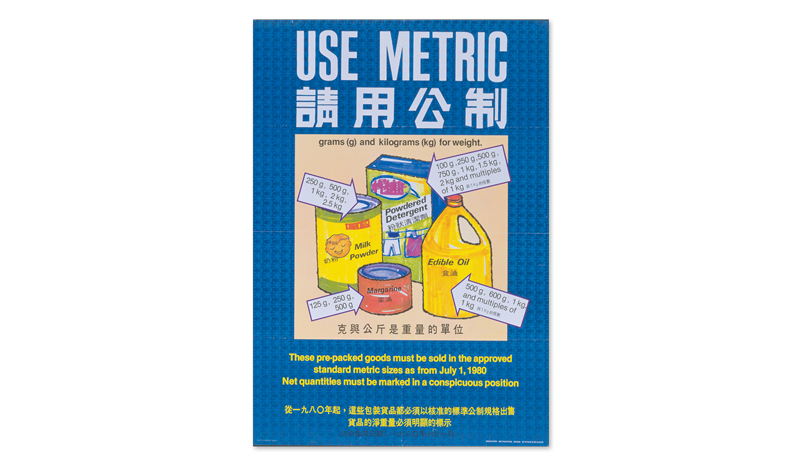 USE METRIC
請用公制
grams (g) and kilograms (kg) for weight.
250 g, 500 g,
1 kg, 2 kg,
2.5 kg
100 g, 250 g, 500 g,
750 g, 1 kg, 1.5 kg,
2 kg and multiples
of 1 kg
Powdered
Detergent
粉狀清潔劑
Milk
Powder
奶粉
Edible Oil
食油
Margarine
125 g, 250 g,
500 g
500 g, 600 g, 1 kg
and multiples of
1 kg
克與公斤是重量的單位
These pre-packed goods must be sold in the approved
standard metric sizes as from July 1, 1980
Net quantities must be marked in a conspicuous position
從一九八〇年起，這些包裝貨品都必須以核准的標準公制規格出售
貨品的淨重量必須明顯的標示